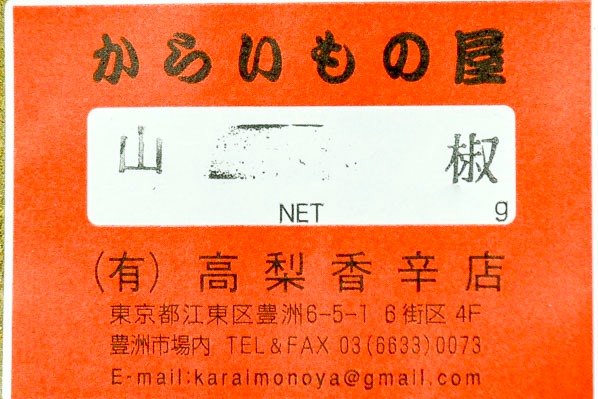 からいもの屋
山椒
NET g
(有) 高梨香辛店
東京都江東区豊洲6-5-1 6街区4F
豊洲市場内 TEL&FAX 03(6633)0073
E-mail:karaimonoya@gmail.com